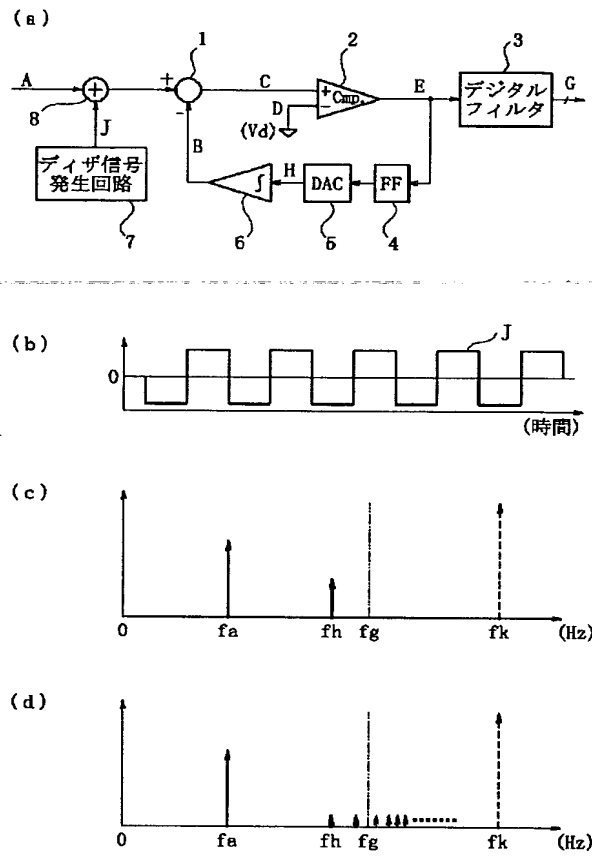 (a)
1
2
3
A
+
8
J
+
-
C
D
(Vd)
+
-
Cmp.
E
デジタル
フィルタ
G
B
H
ディザ信号
発生回路
7
∫
6
DAC
5
FF
4
(b)
0
J
(時間)
(c)
0
fa
fh
fg
fk
(Hz)
(d)
0
fa
fh
fg
fk
(Hz)